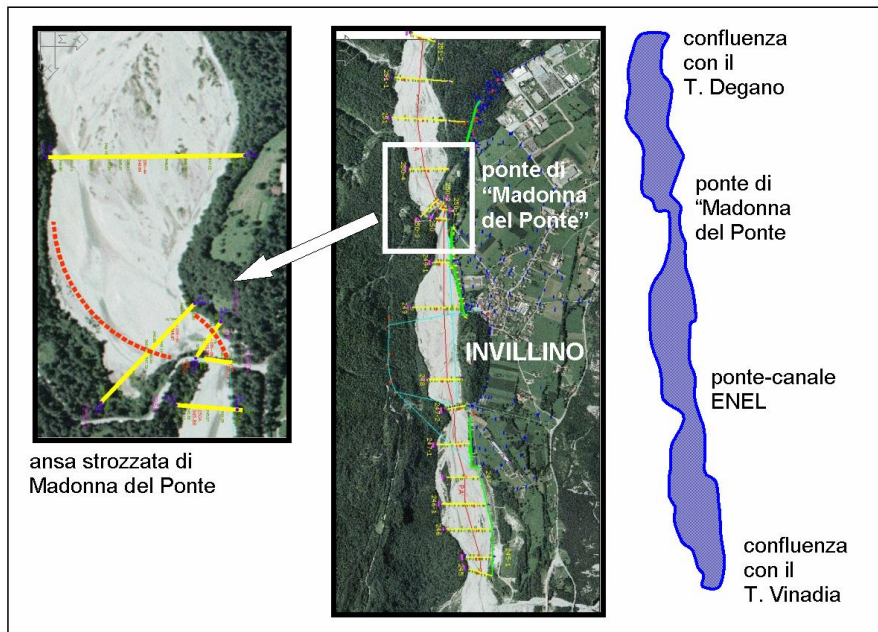 ansa strozzata di
Madonna del Ponte
ponte di
“Madonna
del Ponte”
INVILLINO
confluenza
con il
T. Degano
ponte di
“Madonna
del Ponte
ponte-canale
ENEL
confluenza
con il
T. Vinadia